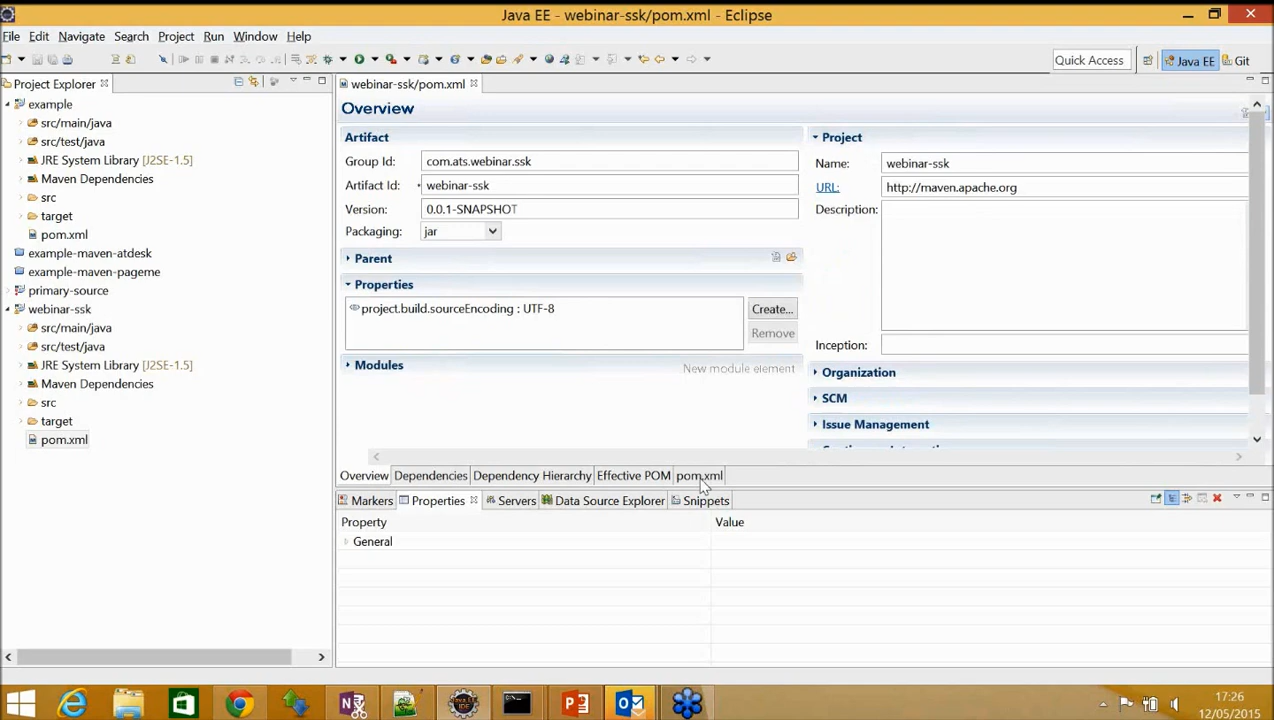 Java EE - webinar-ssk/pom.xml - Eclipse
File Edit Navigate Search Project Run Window Help
Quick Access Java EE Git
Project Explorer
example
src/main/java
src/test/java
JRE System Library [J2SE-1.5]
Maven Dependencies
src
target
pom.xml
example-maven-atdesk
example-maven-pageme
primary-source
webinar-ssk
src/main/java
src/test/java
JRE System Library [J2SE-1.5]
Maven Dependencies
src
target
pom.xml
webinar-ssk/pom.xml
Overview
Artifact
Group Id: com.ats.webinar.ssk
Artifact Id: * webinar-ssk
Version: 0.0.1-SNAPSHOT
Packaging: jar
Parent
Properties
project.build.sourceEncoding : UTF-8
Create...
Remove
Modules New module element
Project
Name: webinar-ssk
URL: http://maven.apache.org
Description:
Inception:
Organization
SCM
Issue Management
Overview Dependencies Dependency Hierarchy Effective POM pom.xml
Markers Properties Servers Data Source Explorer Snippets
Property Value
General
17:26
12/05/2015